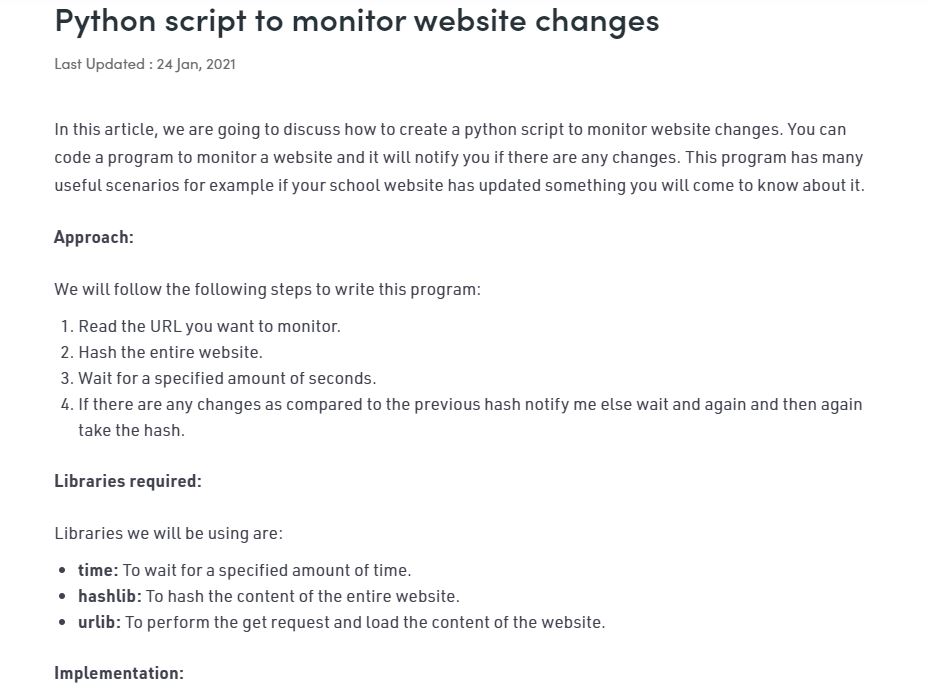 Python script to monitor website changes
Last Updated : 24 Jan, 2021
In this article, we are going to discuss how to create a python script to monitor website changes. You can
code a program to monitor a website and it will notify you if there are any changes. This program has many
useful scenarios for example if your school website has updated something you will come to know about it.
Approach:
We will follow the following steps to write this program:
1. Read the URL you want to monitor.
2. Hash the entire website.
3. Wait for a specified amount of seconds.
4. If there are any changes as compared to the previous hash notify me else wait and again and then again
take the hash.
Libraries required:
Libraries we will be using are:
• time: To wait for a specified amount of time.
• hashlib: To hash the content of the entire website.
• urlib: To perform the get request and load the content of the website.
Implementation: